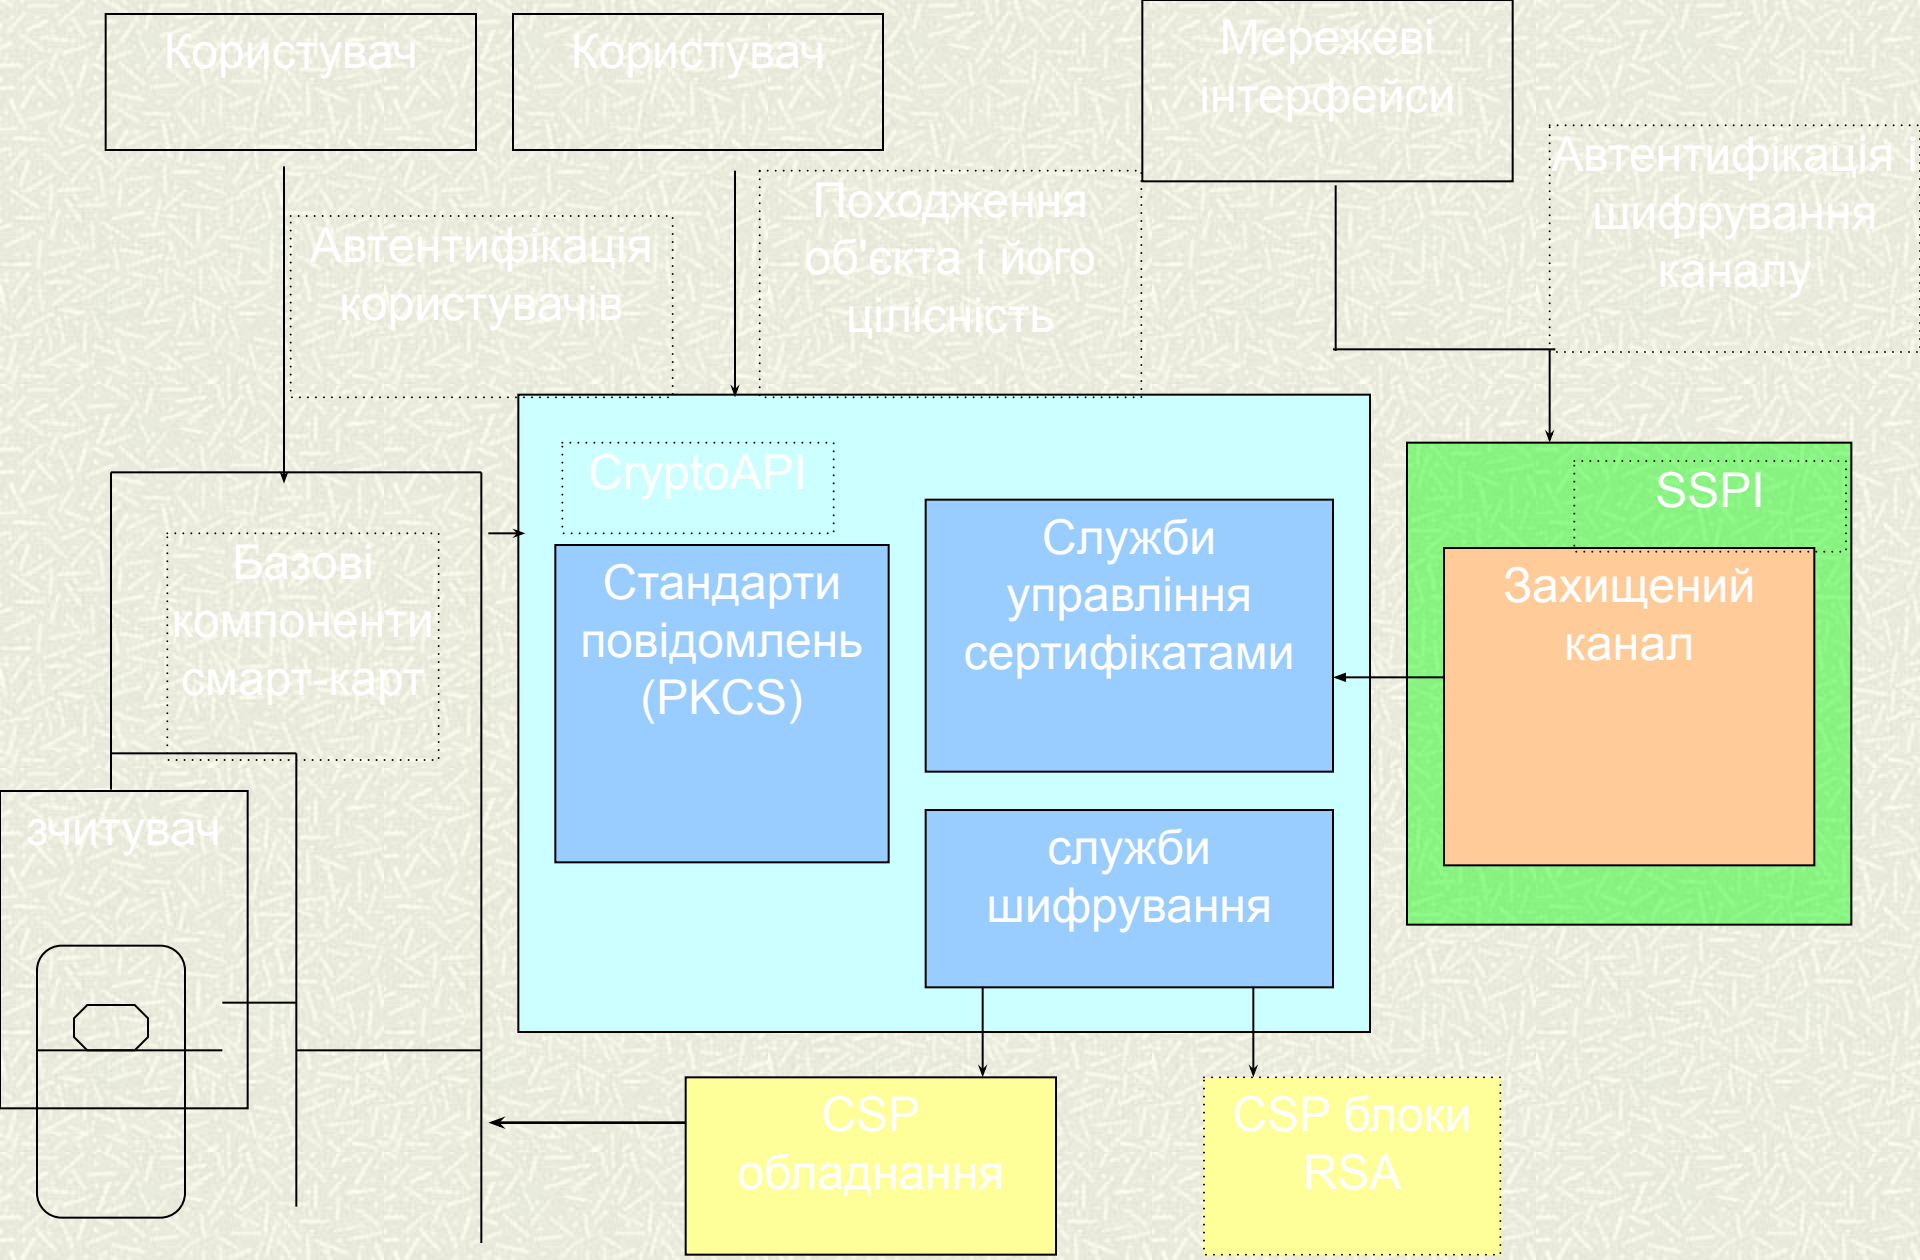 Користувач
Користувач
Мережеві
інтерфейси
Автентифікація і
шифрування
каналу
Автентифікація
користувачів
Походження
об'єкта і його
цілісність
CryptoAPI
SSPI
Базові
компоненти
смарт-карт
Стандарти
повідомлень
(PKCS)
Служби
управління
сертифікатами
Захищений
канал
зчитувач
служби
шифрування
CSP
обладнання
CSP блоки
RSA